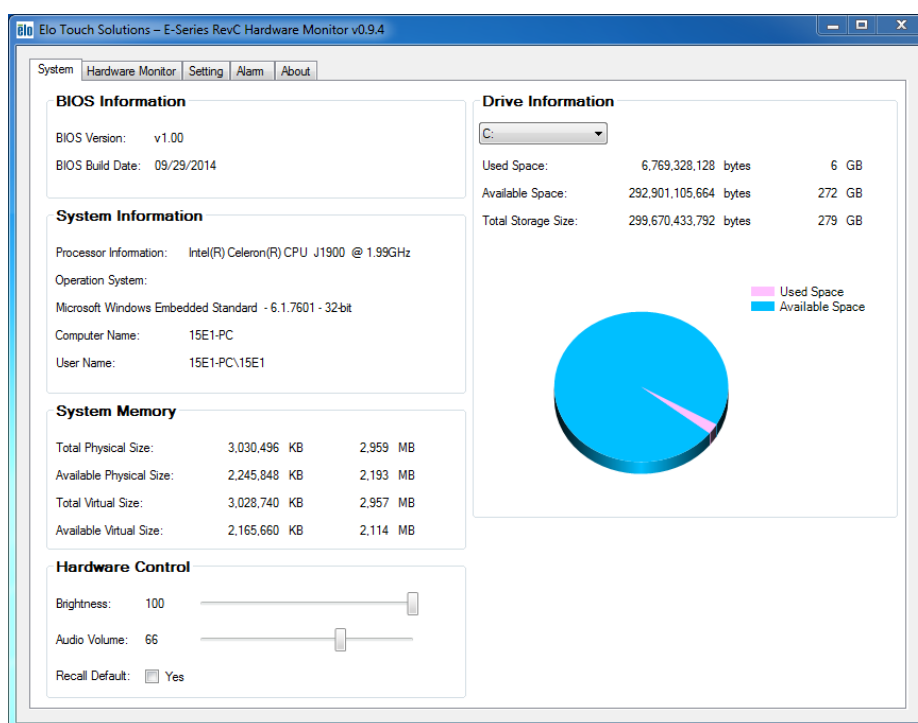 elo Elo Touch Solutions – E-Series RevC Hardware Monitor v0.9.4
System Hardware Monitor Setting Alarm About
BIOS Information
BIOS Version: v1.00
BIOS Build Date: 09/29/2014
System Information
Processor Information: Intel(R) Celeron(R) CPU J1900 @ 1.99GHz
Operation System:
Microsoft Windows Embedded Standard - 6.1.7601 - 32-bit
Computer Name: 15E1-PC
User Name: 15E1-PC\15E1
System Memory
Total Physical Size: 3,030,496 KB 2,959 MB
Available Physical Size: 2,245,848 KB 2,193 MB
Total Virtual Size: 3,028,740 KB 2,957 MB
Available Virtual Size: 2,165,660 KB 2,114 MB
Hardware Control
Brightness: 100
Audio Volume: 66
Recall Default: Yes
Drive Information
C:
Used Space: 6,769,328,128 bytes 6 GB
Available Space: 292,901,105,664 bytes 272 GB
Total Storage Size: 299,670,433,792 bytes 279 GB
Used Space
Available Space